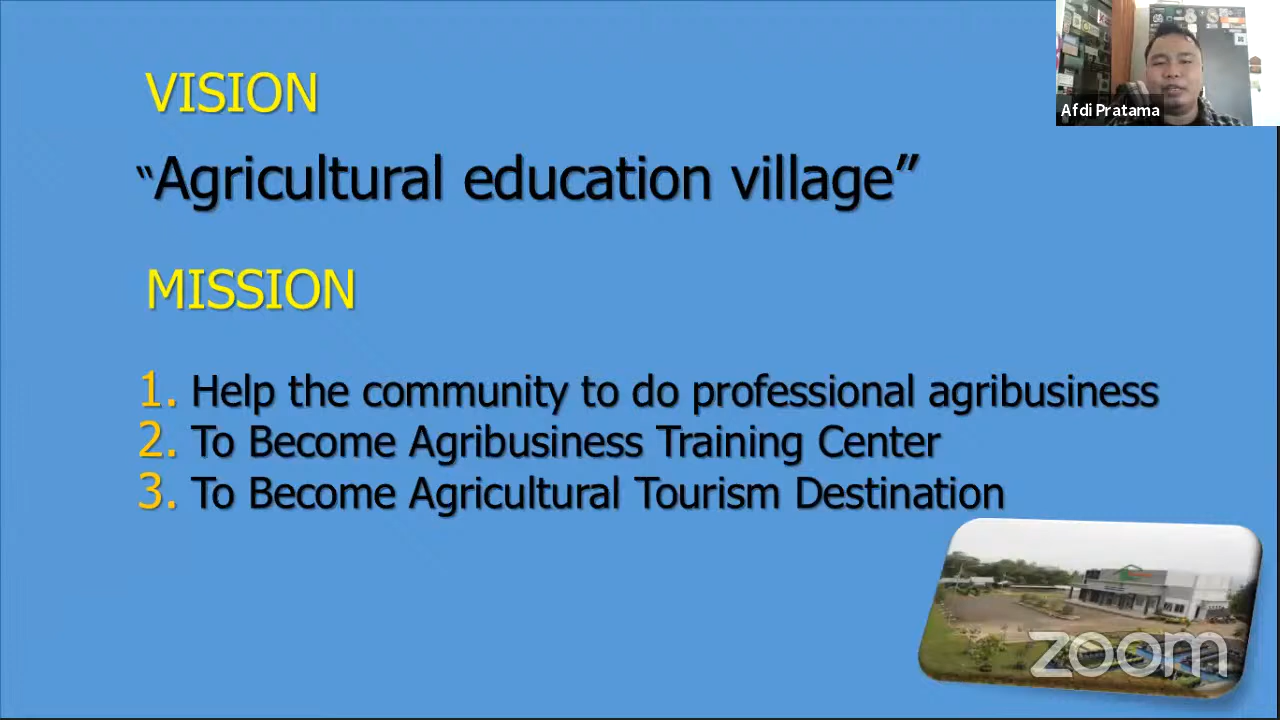 VISION
“Agricultural education village”
MISSION
1. Help the community to do professional agribusiness
2. To Become Agribusiness Training Center
3. To Become Agricultural Tourism Destination
Afdi Pratama
zoom